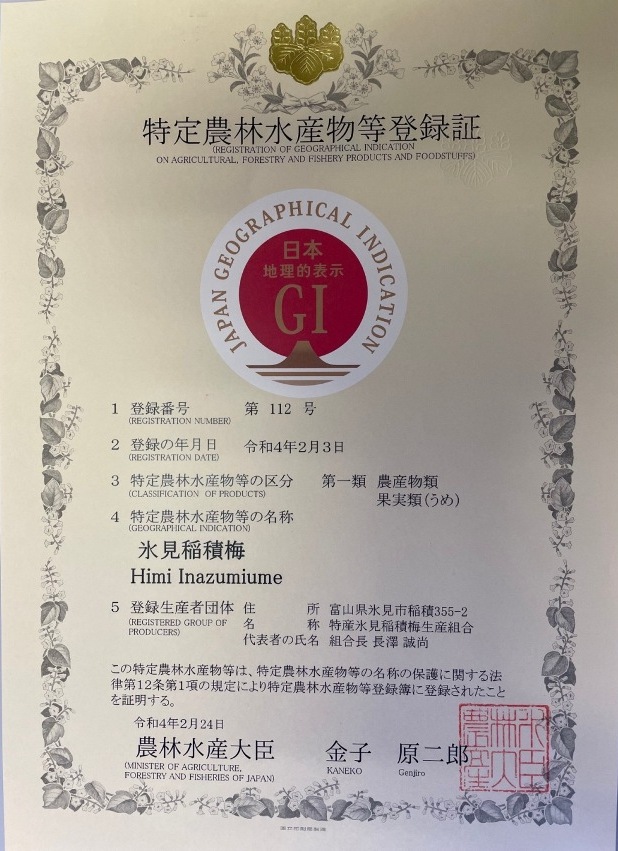 特定農林水産物等登録証
(REGISTRATION OF GEOGRAPHICAL INDICATION
ON AGRICULTURAL, FORESTRY AND FISHERY PRODUCTS AND FOODSTUFFS)
JAPAN GEOGRAPHICAL INDICATION
日本
地理的表示
GI
1 登録番号 第 112 号
(REGISTRATION NUMBER)
2 登録の年月日 令和4年2月3日
(REGISTRATION DATE)
3 特定農林水産物等の区分 第一類 農産物類
(CLASSIFICATION OF PRODUCTS) 果実類(うめ)
4 特定農林水産物等の名称
(GEOGRAPHICAL INDICATION)
氷見稲積梅
Himi Inazumiume
5 登録生産者団体 住所 富山県氷見市稲積355-2
(REGISTERED GROUP OF 名称 特産氷見稲積梅生産組合
PRODUCERS) 代表者の氏名 組合長 長澤 誠尚
この特定農林水産物等は、特定農林水産物等の名称の保護に関する法
律第12条第1項の規定により特定農林水産物等登録簿に登録されたこと
を証明する。
令和4年2月24日
農林水産大臣 金子 原二郎
(MINISTER OF AGRICULTURE, KANEKO Genjiro
FORESTRY AND FISHERIES OF JAPAN)